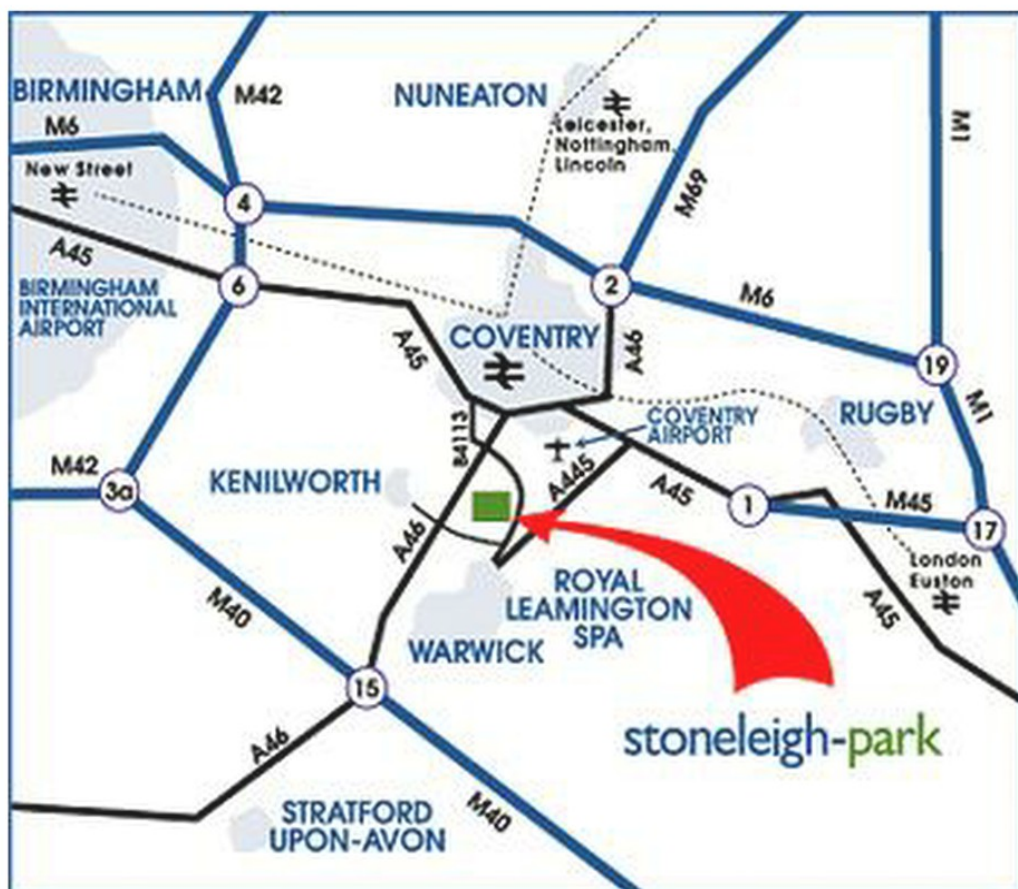 BIRMINGHAM
M42
NUNEATON
M6
Leicester,
Nottingham,
Lincoln
M1
New Street
M69
4
A45
BIRMINGHAM
INTERNATIONAL
AIRPORT
6
2
M6
A45
COVENTRY
A46
19
M1
B4113
COVENTRY
AIRPORT
RUGBY
M42
3a
KENILWORTH
A445
A45
1
M45
17
A46
London
Euston
M40
ROYAL
LEAMINGTON
SPA
A45
WARWICK
15
stoneleigh-park
A46
STRATFORD
UPON-AVON
M40